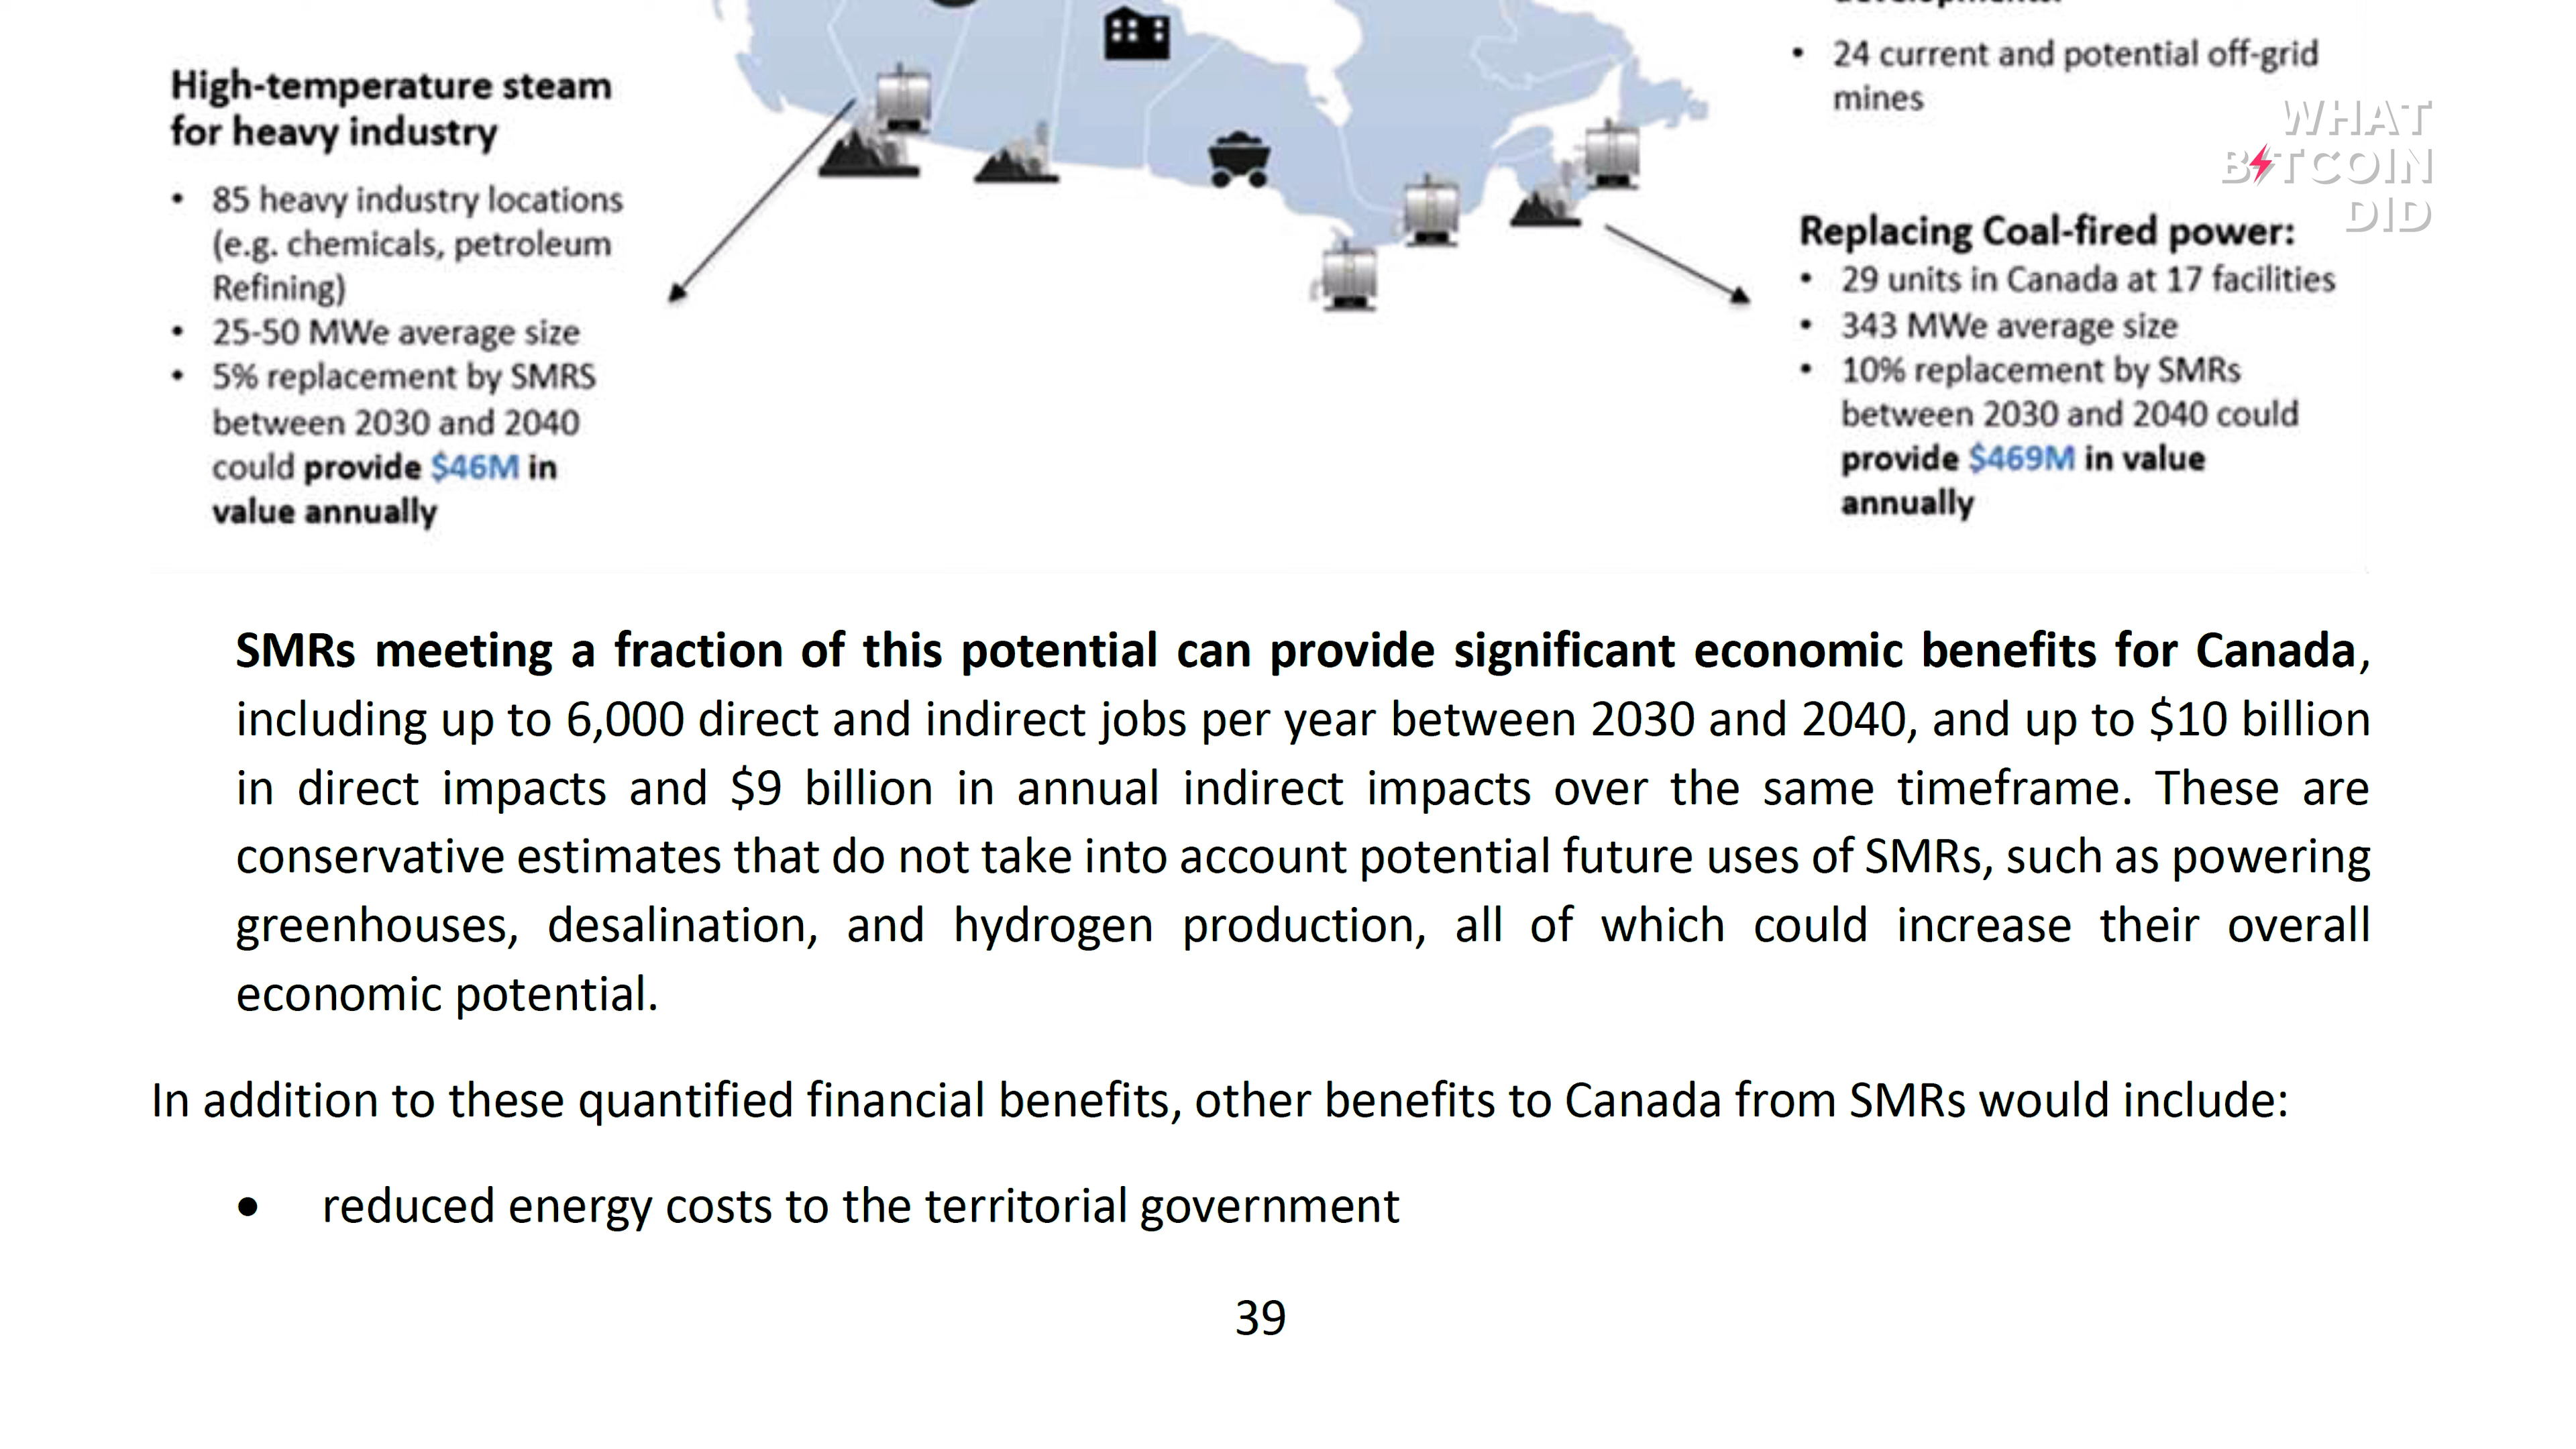 developments.
• 24 current and potential off-grid
mines
WHAT
BTCOIN
DID
High-temperature steam
for heavy industry
• 85 heavy industry locations
(e.g. chemicals, petroleum
Refining)
• 25-50 MWe average size
• 5% replacement by SMRS
between 2030 and 2040
could provide $46M in
value annually
Replacing Coal-fired power:
• 29 units in Canada at 17 facilities
• 343 MWe average size
• 10% replacement by SMRs
between 2030 and 2040 could
provide $469M in value
annually
SMRs meeting a fraction of this potential can provide significant economic benefits for Canada,
including up to 6,000 direct and indirect jobs per year between 2030 and 2040, and up to $10 billion
in direct impacts and $9 billion in annual indirect impacts over the same timeframe. These are
conservative estimates that do not take into account potential future uses of SMRs, such as powering
greenhouses, desalination, and hydrogen production, all of which could increase their overall
economic potential.
In addition to these quantified financial benefits, other benefits to Canada from SMRs would include:
• reduced energy costs to the territorial government
39